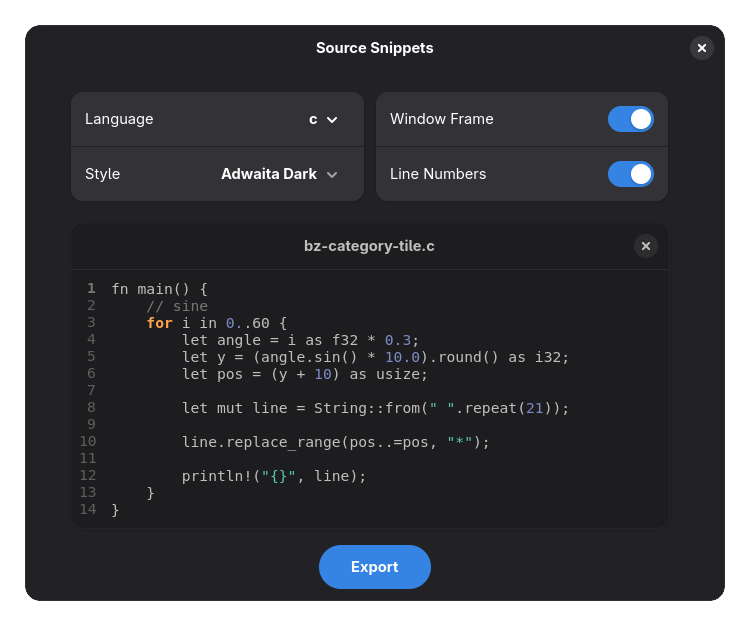 Source Snippets
Language c
Window Frame
Style Adwaita Dark
Line Numbers
bz-category-tile.c
1 fn main() {
2     // sine
3     for i in 0..60 {
4         let angle = i as f32 * 0.3;
5         let y = (angle.sin() * 10.0).round() as i32;
6         let pos = (y + 10) as usize;
7
8         let mut line = String::from(" ".repeat(21));
9
10         line.replace_range(pos..=pos, "*");
11
12         println!("{}", line);
13     }
14 }
Export